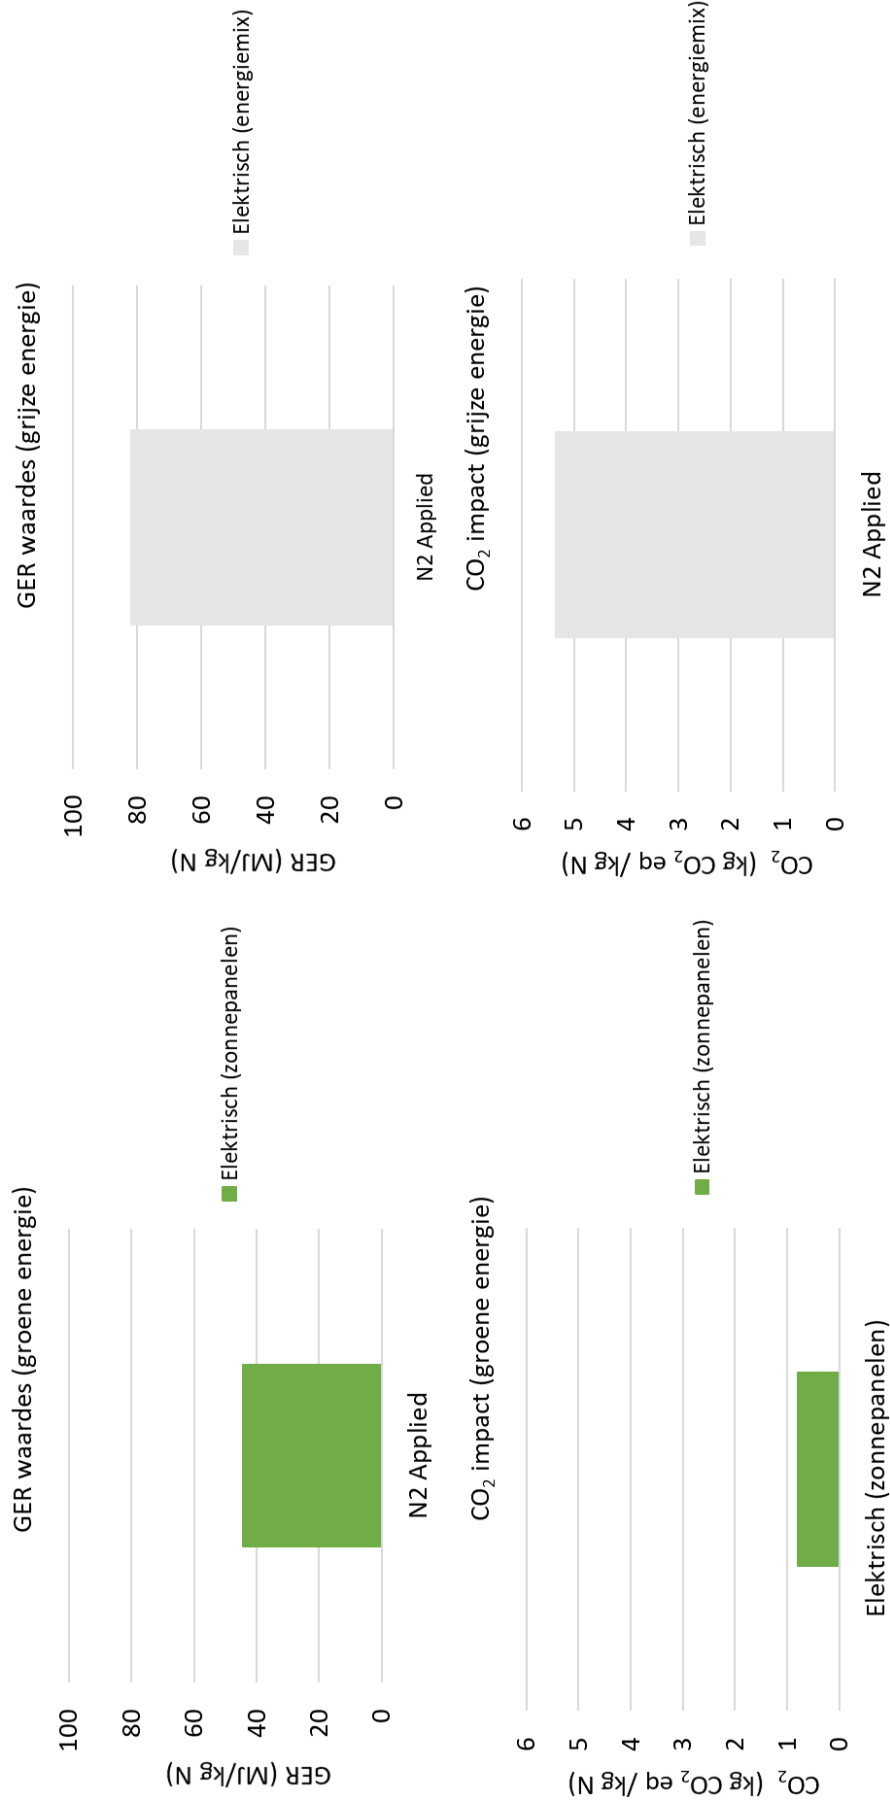 GER waardes (groene energie)
100
80
60
40
20
0
GER (MJ/kg N)
N2 Applied
Elektrisch (zonnepanelen)
GER waardes (grijze energie)
100
80
60
40
20
0
GER (MJ/kg N)
N2 Applied
Elektrisch (energiemix)
CO₂ impact (groene energie)
6
5
4
3
2
1
0
CO₂ (kg CO₂ eq /kg N)
Elektrisch (zonnepanelen)
Elektrisch (zonnepanelen)
CO₂ impact (grijze energie)
6
5
4
3
2
1
0
CO₂ (kg CO₂ eq /kg N)
N2 Applied
Elektrisch (energiemix)